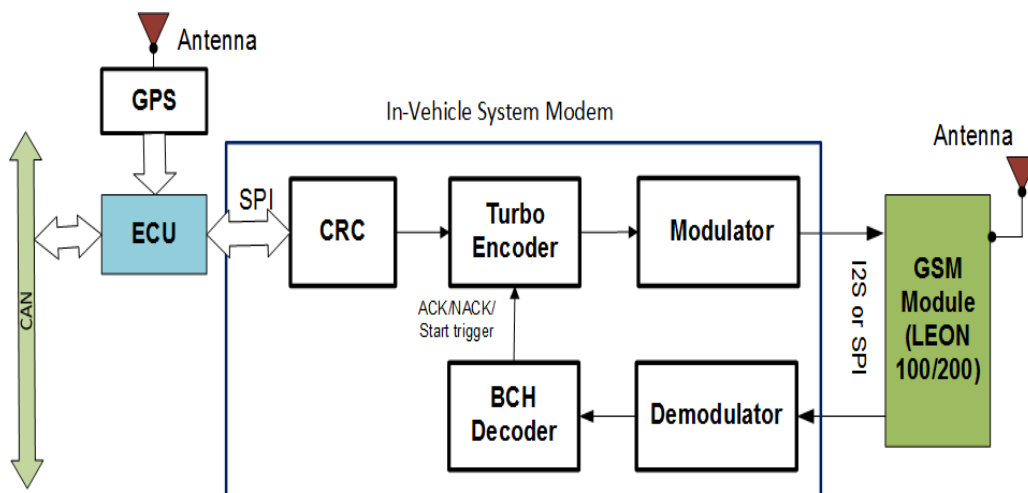 Antenna
GPS
In-Vehicle System Modem
Antenna
SPI
ECU
CRC
Turbo
Encoder
Modulator
GSM
Module
(LEON
100/200)
I2S or SPI
CAN
ACK/NACK/
Start trigger
BCH
Decoder
Demodulator